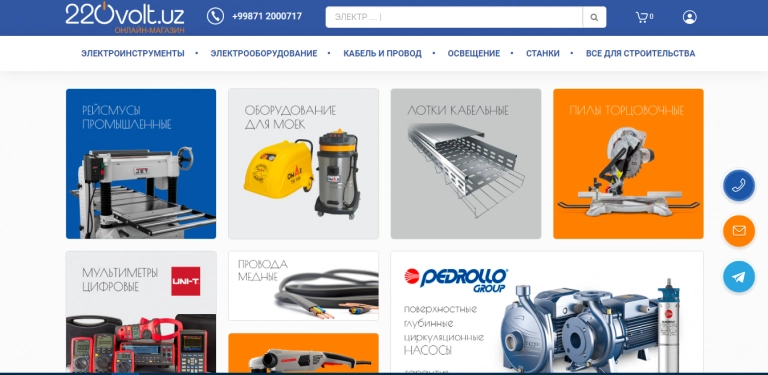 220volt.uz
ОНЛАЙН-МАГАЗИН
+99871 2000717
ЭЛЕКТР ... |
0
ЭЛЕКТРОИНСТРУМЕНТЫ • ЭЛЕКТРООБОРУДОВАНИЕ • КАБЕЛЬ И ПРОВОД • ОСВЕЩЕНИЕ • СТАНКИ • ВСЕ ДЛЯ СТРОИТЕЛЬСТВА
РЕЙСМУСЫ
ПРОМЫШЛЕННЫЕ
JET
ОБОРУДОВАНИЕ
ДЛЯ МОЕК
ЛОТКИ КАБЕЛЬНЫЕ
ПИЛЫ ТОРЦОВОЧНЫЕ
МУЛЬТИМЕТРЫ
ЦИФРОВЫЕ
UNI-T
ПРОВОДА
МЕДНЫЕ
PEDROLLO
GROUP
поверхностные
глубинные
циркуляционные
НАСОСЫ